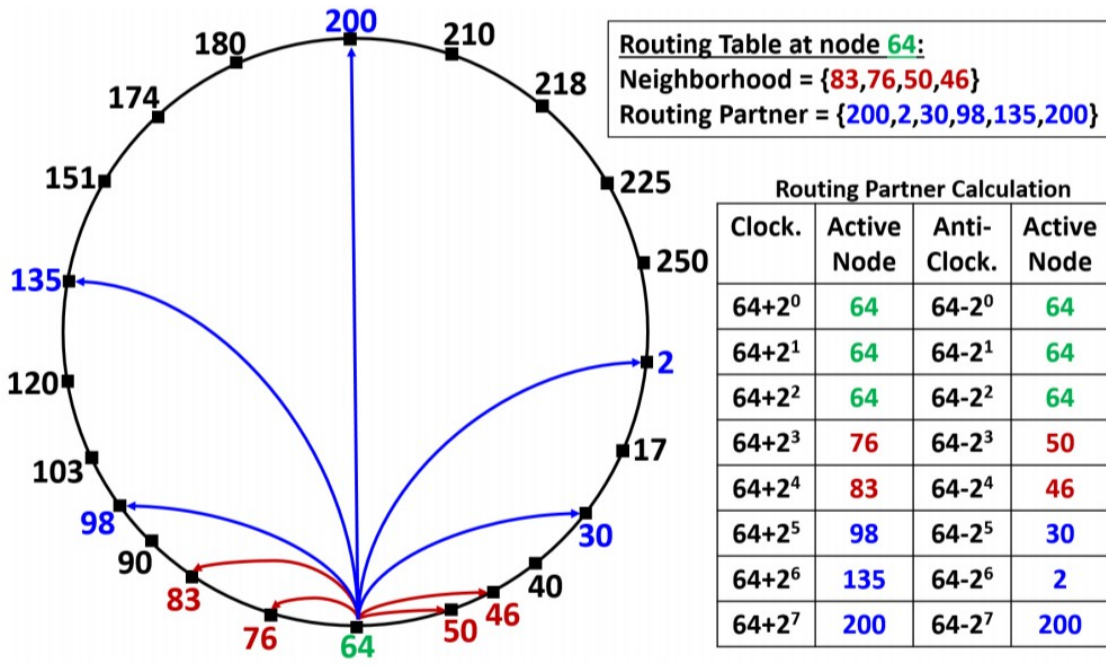 Routing Table at node 64:
Neighborhood = {83,76,50,46}
Routing Partner = {200,2,30,98,135,200}
200
210
180
218
174
151
225
250
135
2
120
17
103
98
30
90
40
83
46
76
50
64
Routing Partner Calculation
Clock. Active Node Anti-Clock. Active Node
64+2⁰ 64 64-2⁰ 64
64+2¹ 64 64-2¹ 64
64+2² 64 64-2² 64
64+2³ 76 64-2³ 50
64+2⁴ 83 64-2⁴ 46
64+2⁵ 98 64-2⁵ 30
64+2⁶ 135 64-2⁶ 2
64+2⁷ 200 64-2⁷ 200